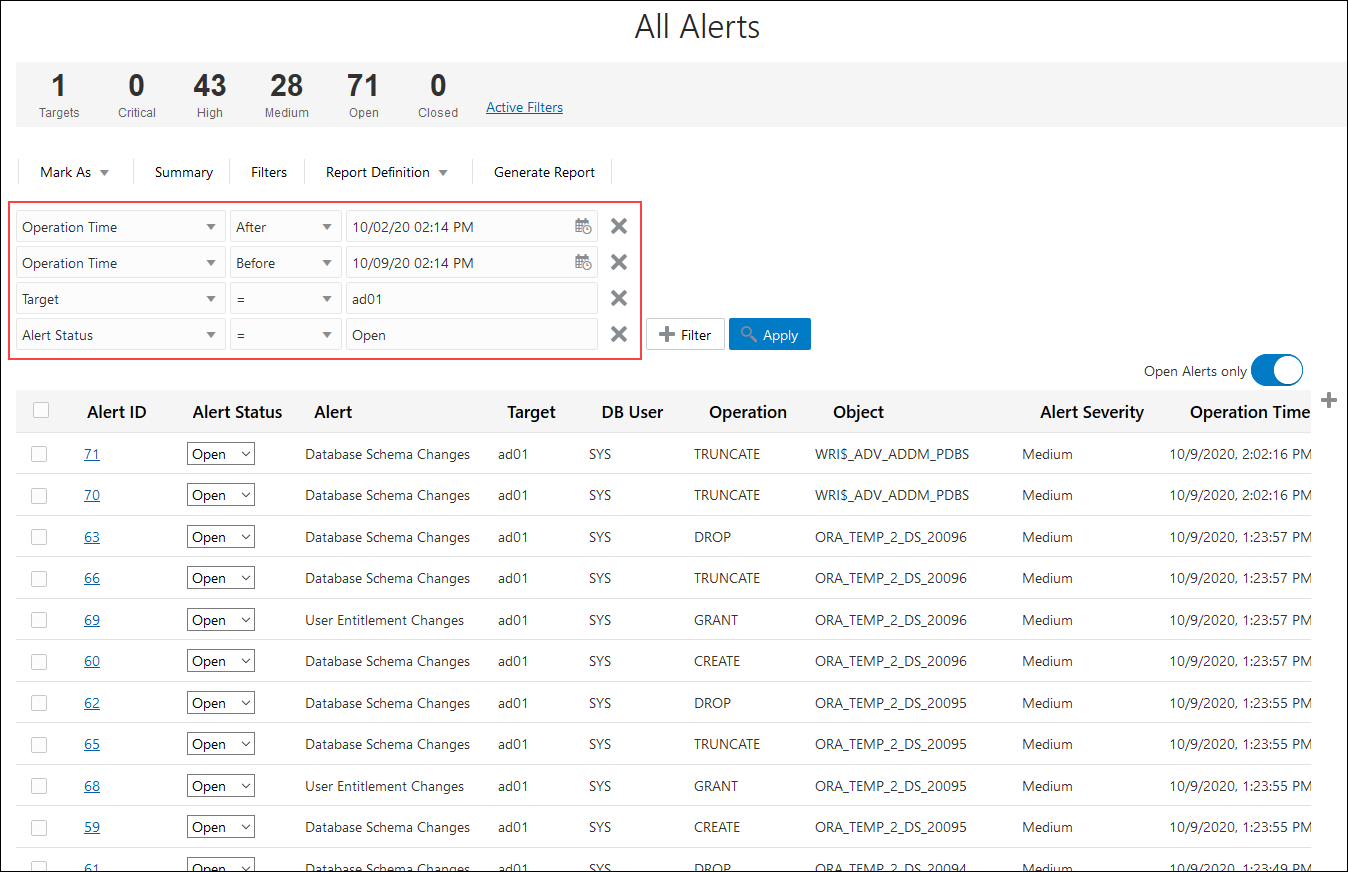 All Alerts
1 0 43 28 71 0
Targets Critical High Medium Open Closed Active Filters
Mark As Summary Filters Report Definition Generate Report
Operation Time After 10/02/20 02:14 PM
Operation Time Before 10/09/20 02:14 PM
Target = ad01
Alert Status = Open Filter Apply
Open Alerts only
Alert ID Alert Status Alert Target DB User Operation Object Alert Severity Operation Time
71 Open Database Schema Changes ad01 SYS TRUNCATE WRI$_ADV_ADDM_PDBS Medium 10/9/2020, 2:02:16 PM
70 Open Database Schema Changes ad01 SYS TRUNCATE WRI$_ADV_ADDM_PDBS Medium 10/9/2020, 2:02:16 PM
63 Open Database Schema Changes ad01 SYS DROP ORA_TEMP_2_DS_20096 Medium 10/9/2020, 1:23:57 PM
66 Open Database Schema Changes ad01 SYS TRUNCATE ORA_TEMP_2_DS_20096 Medium 10/9/2020, 1:23:57 PM
69 Open User Entitlement Changes ad01 SYS GRANT ORA_TEMP_2_DS_20096 Medium 10/9/2020, 1:23:57 PM
60 Open Database Schema Changes ad01 SYS CREATE ORA_TEMP_2_DS_20096 Medium 10/9/2020, 1:23:57 PM
62 Open Database Schema Changes ad01 SYS DROP ORA_TEMP_2_DS_20095 Medium 10/9/2020, 1:23:55 PM
65 Open Database Schema Changes ad01 SYS TRUNCATE ORA_TEMP_2_DS_20095 Medium 10/9/2020, 1:23:55 PM
68 Open User Entitlement Changes ad01 SYS GRANT ORA_TEMP_2_DS_20095 Medium 10/9/2020, 1:23:55 PM
59 Open Database Schema Changes ad01 SYS CREATE ORA_TEMP_2_DS_20095 Medium 10/9/2020, 1:23:55 PM
61 Open Database Schema Changes ad01 SYS DROP ORA_TEMP_2_DS_20094 Medium 10/9/2020, 1:23:49 PM